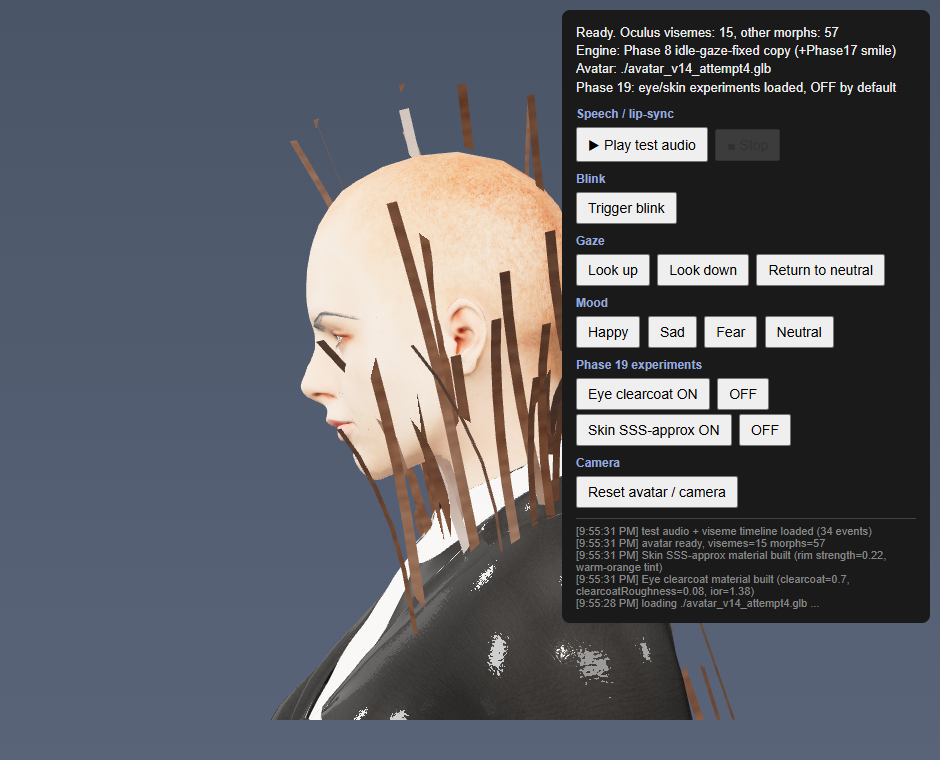 Ready. Oculus visemes: 15, other morphs: 57
Engine: Phase 8 idle-gaze-fixed copy (+Phase17 smile)
Avatar: ./avatar_v14_attempt4.glb
Phase 19: eye/skin experiments loaded, OFF by default
Speech / lip-sync
▶ Play test audio ■ Stop
Blink
Trigger blink
Gaze
Look up Look down Return to neutral
Mood
Happy Sad Fear Neutral
Phase 19 experiments
Eye clearcoat ON OFF
Skin SSS-approx ON OFF
Camera
Reset avatar / camera
[9:55:31 PM] test audio + viseme timeline loaded (34 events)
[9:55:31 PM] avatar ready, visemes=15 morphs=57
[9:55:31 PM] Skin SSS-approx material built (rim strength=0.22,
warm-orange tint)
[9:55:31 PM] Eye clearcoat material built (clearcoat=0.7,
clearcoatRoughness=0.08, ior=1.38)
[9:55:28 PM] loading ./avatar_v14_attempt4.glb ...